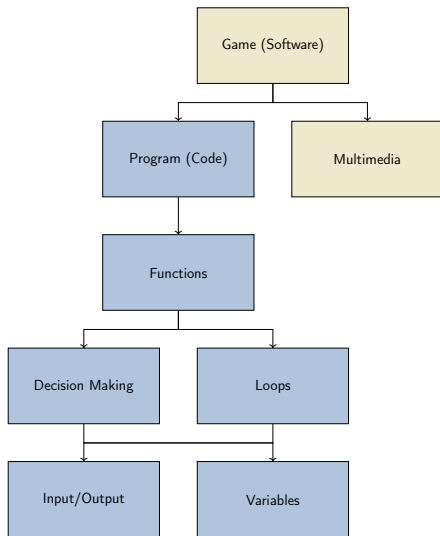 Game (Software)
Program (Code)
Multimedia
Functions
Decision Making
Loops
Input/Output
Variables